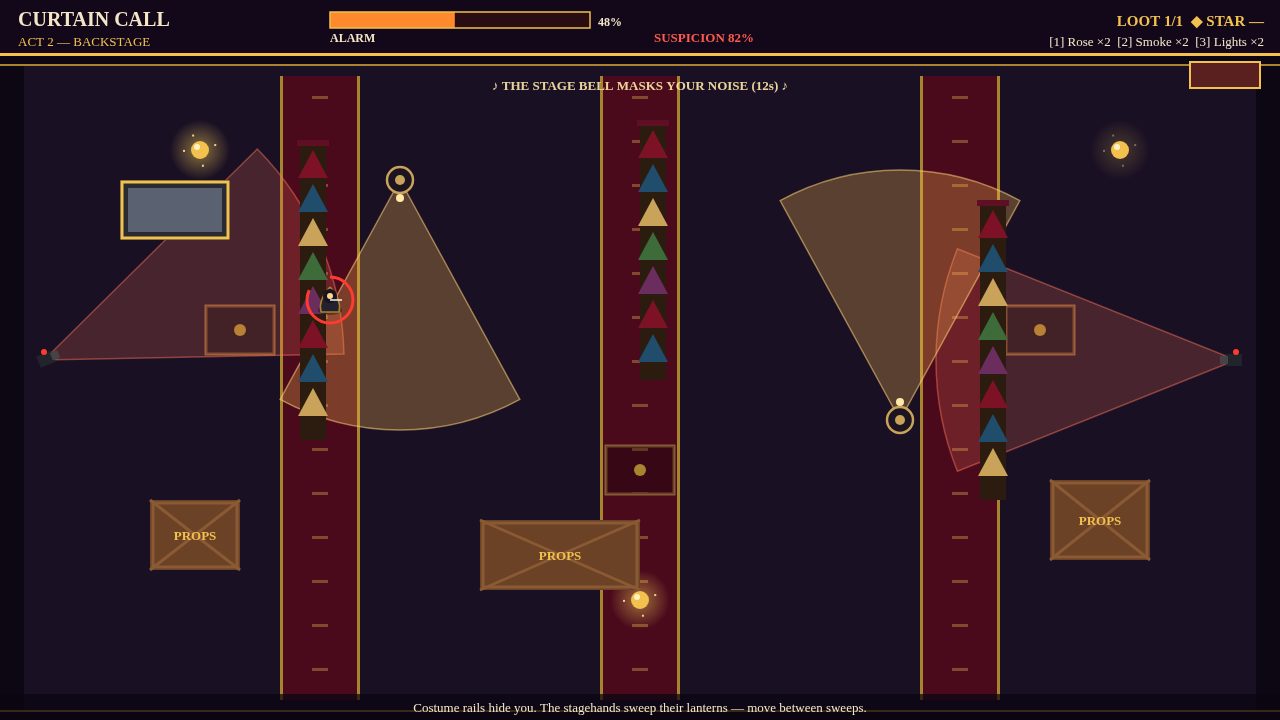 CURTAIN CALL
ACT 2 — BACKSTAGE
48%
ALARM
SUSPICION 82%
LOOT 1/1 ◆ STAR —
[1] Rose ×2 [2] Smoke ×2 [3] Lights ×2
♪ THE STAGE BELL MASKS YOUR NOISE (12s) ♪
PROPS
PROPS
PROPS
Costume rails hide you. The stagehands sweep their lanterns — move between sweeps.